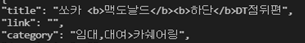 "title": "쏘카 <b>맥도날드</b><b>하단</b>DT점뒤편",
"link": "",
"category": "임대,대여>카쉐어링",